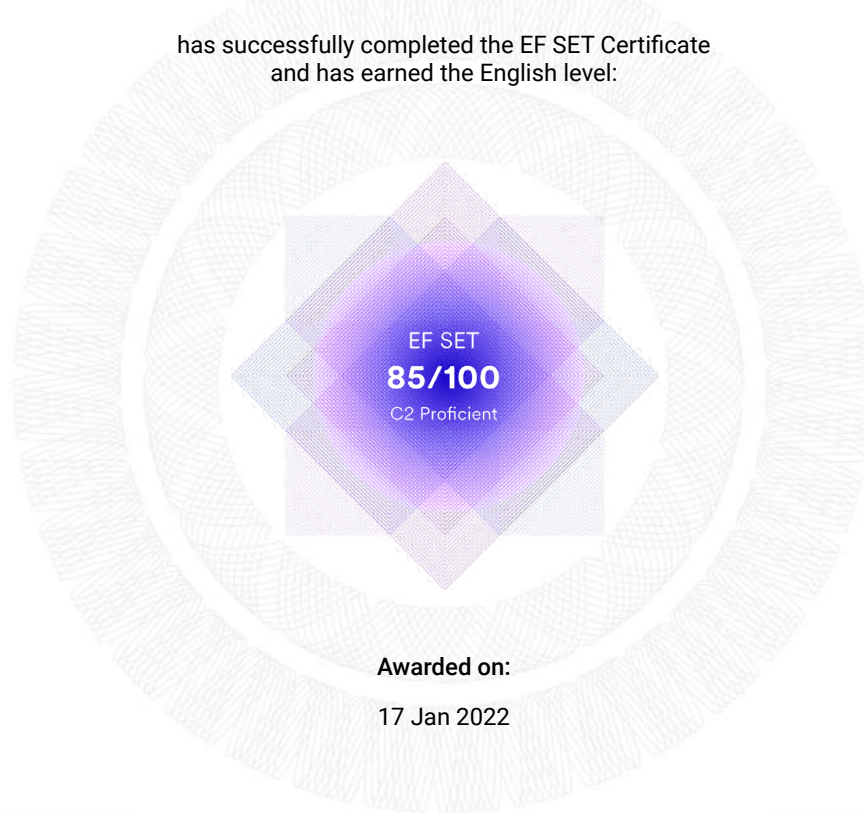 has successfully completed the EF SET Certificate
and has earned the English level:
EF SET
85/100
C2 Proficient
Awarded on:
17 Jan 2022